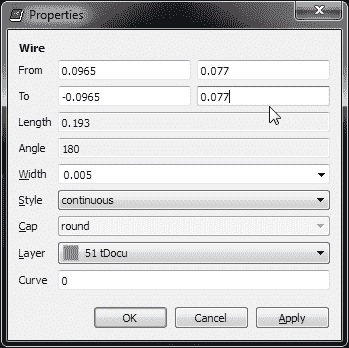 Properties
Wire
From 0.0965 0.077
To -0.0965 0.077
Length 0.193
Angle 180
Width 0.005
Style continuous
Cap round
Layer 51 tDocu
Curve 0
OK Cancel Apply